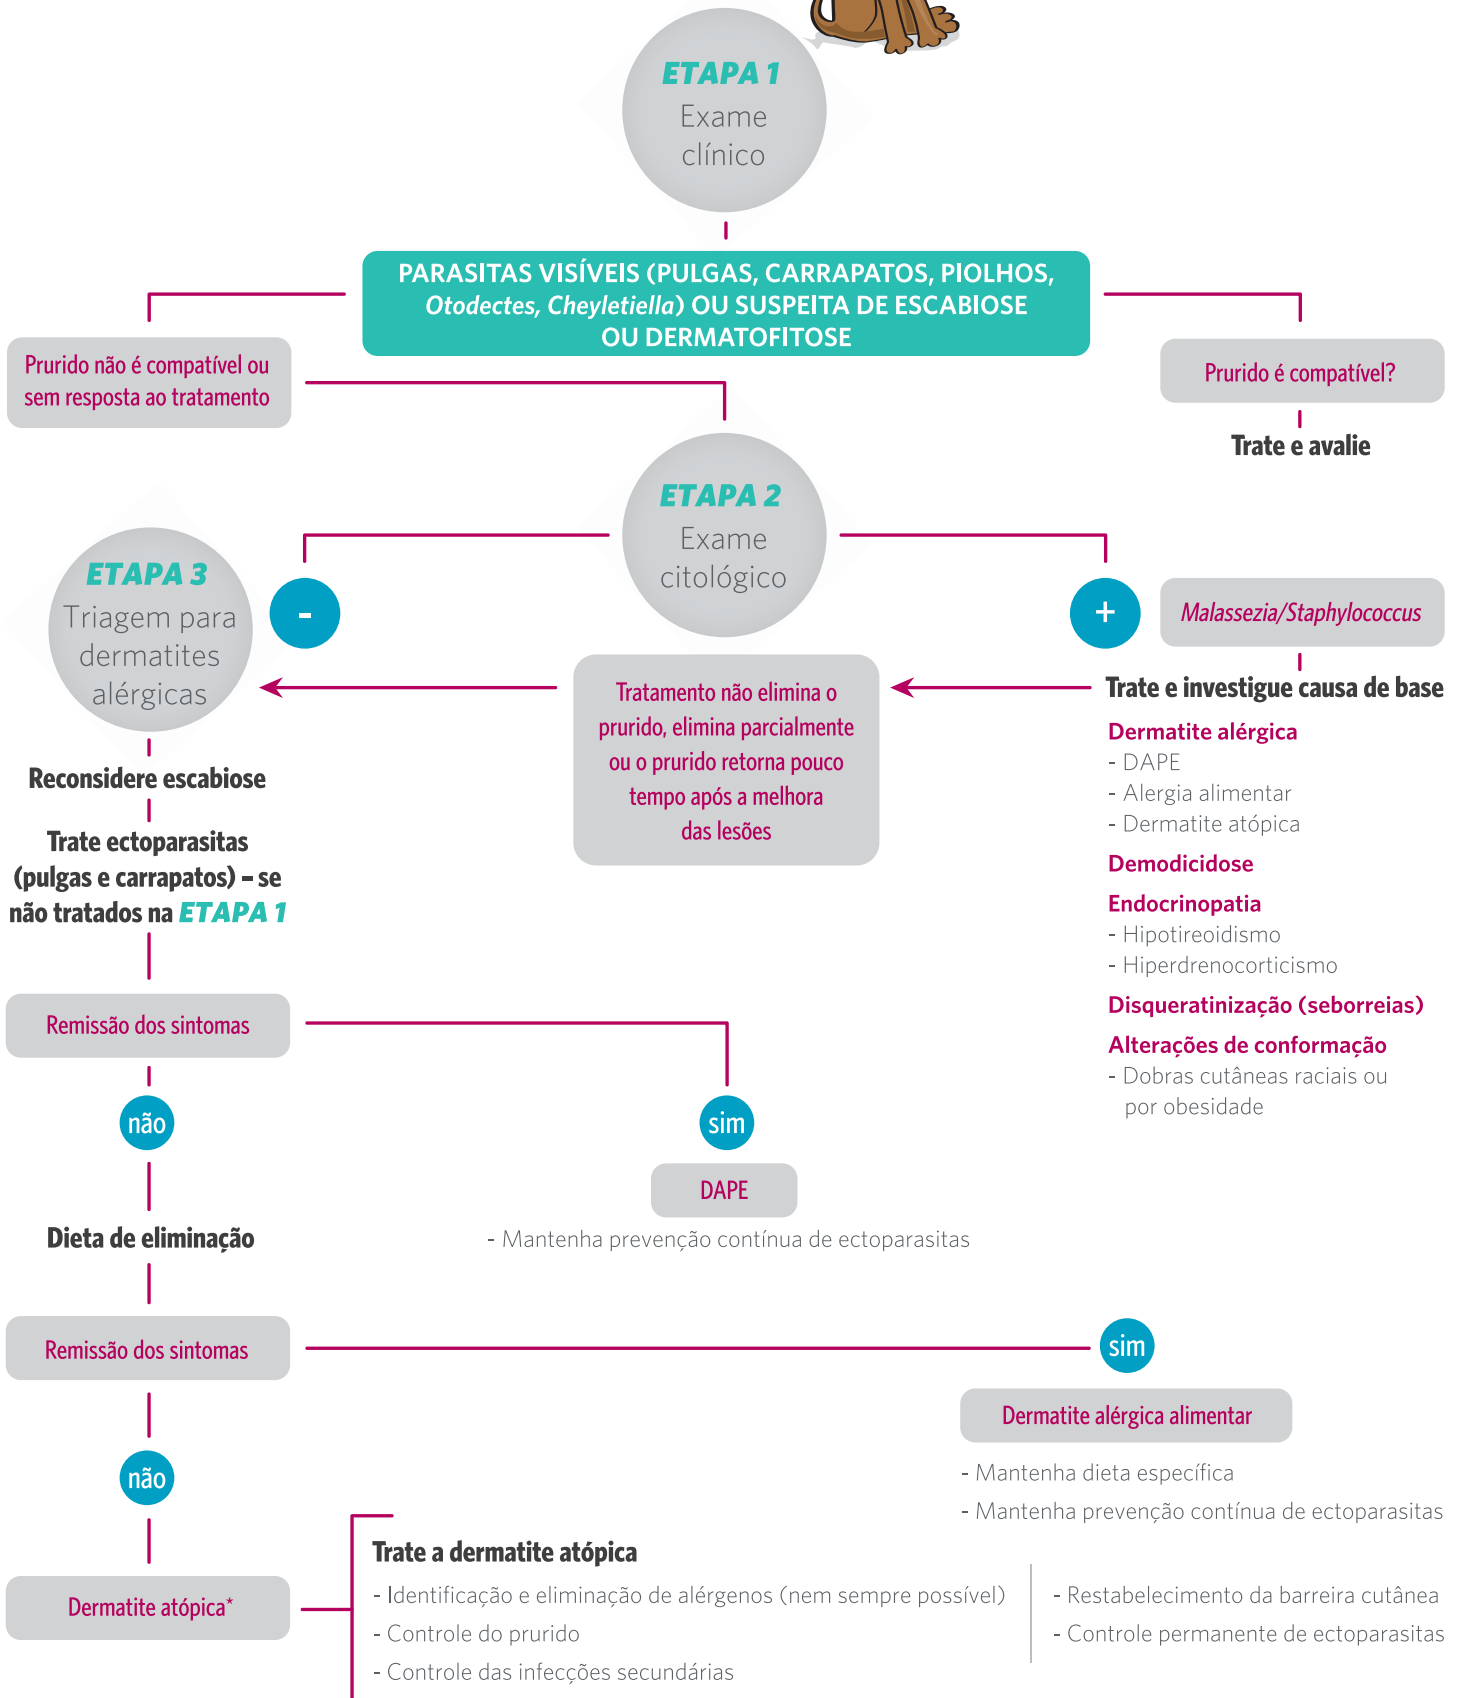 ETAPA 1
Exame
clínico
PARASITAS VISÍVEIS (PULGAS, CARRAPATOS, PIOLHOS,
Otodectes, Cheyletiella) OU SUSPEITA DE ESCABIOSE
OU DERMATOFITOSE
Prurido não é compatível ou
sem resposta ao tratamento
Prurido é compatível?
Trate e avalie
ETAPA 2
Exame
citológico
ETAPA 3
Triagem para
dermatites
alérgicas
-
+
Malassezia/Staphylococcus
Tratamento não elimina o
prurido, elimina parcialmente
ou o prurido retorna pouco
tempo após a melhora
das lesões
Trate e investigue causa de base
Dermatite alérgica
- DAPE
- Alergia alimentar
- Dermatite atópica
Demodicidose
Endocrinopatia
- Hipotireoidismo
- Hiperdrenocorticismo
Disqueratinização (seborreias)
Alterações de conformação
- Dobras cutâneas raciais ou
por obesidade
Reconsidere escabiose
Trate ectoparasitas
(pulgas e carrapatos) – se
não tratados na ETAPA 1
Remissão dos sintomas
não
sim
DAPE
- Mantenha prevenção contínua de ectoparasitas
Dieta de eliminação
Remissão dos sintomas
sim
Dermatite alérgica alimentar
- Mantenha dieta específica
- Mantenha prevenção contínua de ectoparasitas
não
Dermatite atópica*
Trate a dermatite atópica
- Identificação e eliminação de alérgenos (nem sempre possível)
- Controle do prurido
- Controle das infecções secundárias
- Restabelecimento da barreira cutânea
- Controle permanente de ectoparasitas